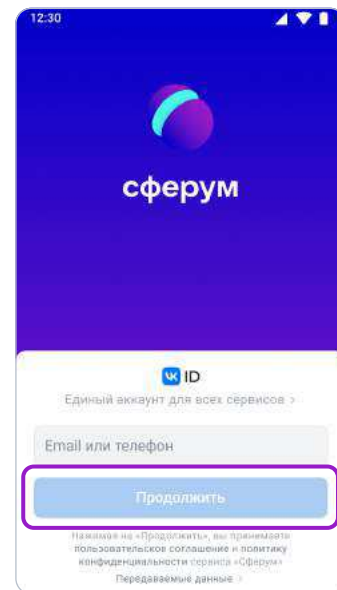 12:30
сферум
VK ID
Единый аккаунт для всех сервисов >
Email или телефон
Продолжить
Нажимая на «Продолжить», вы принимаете
пользовательское соглашение и политику
конфиденциальности сервиса «Сферум»
Передаваемые данные >